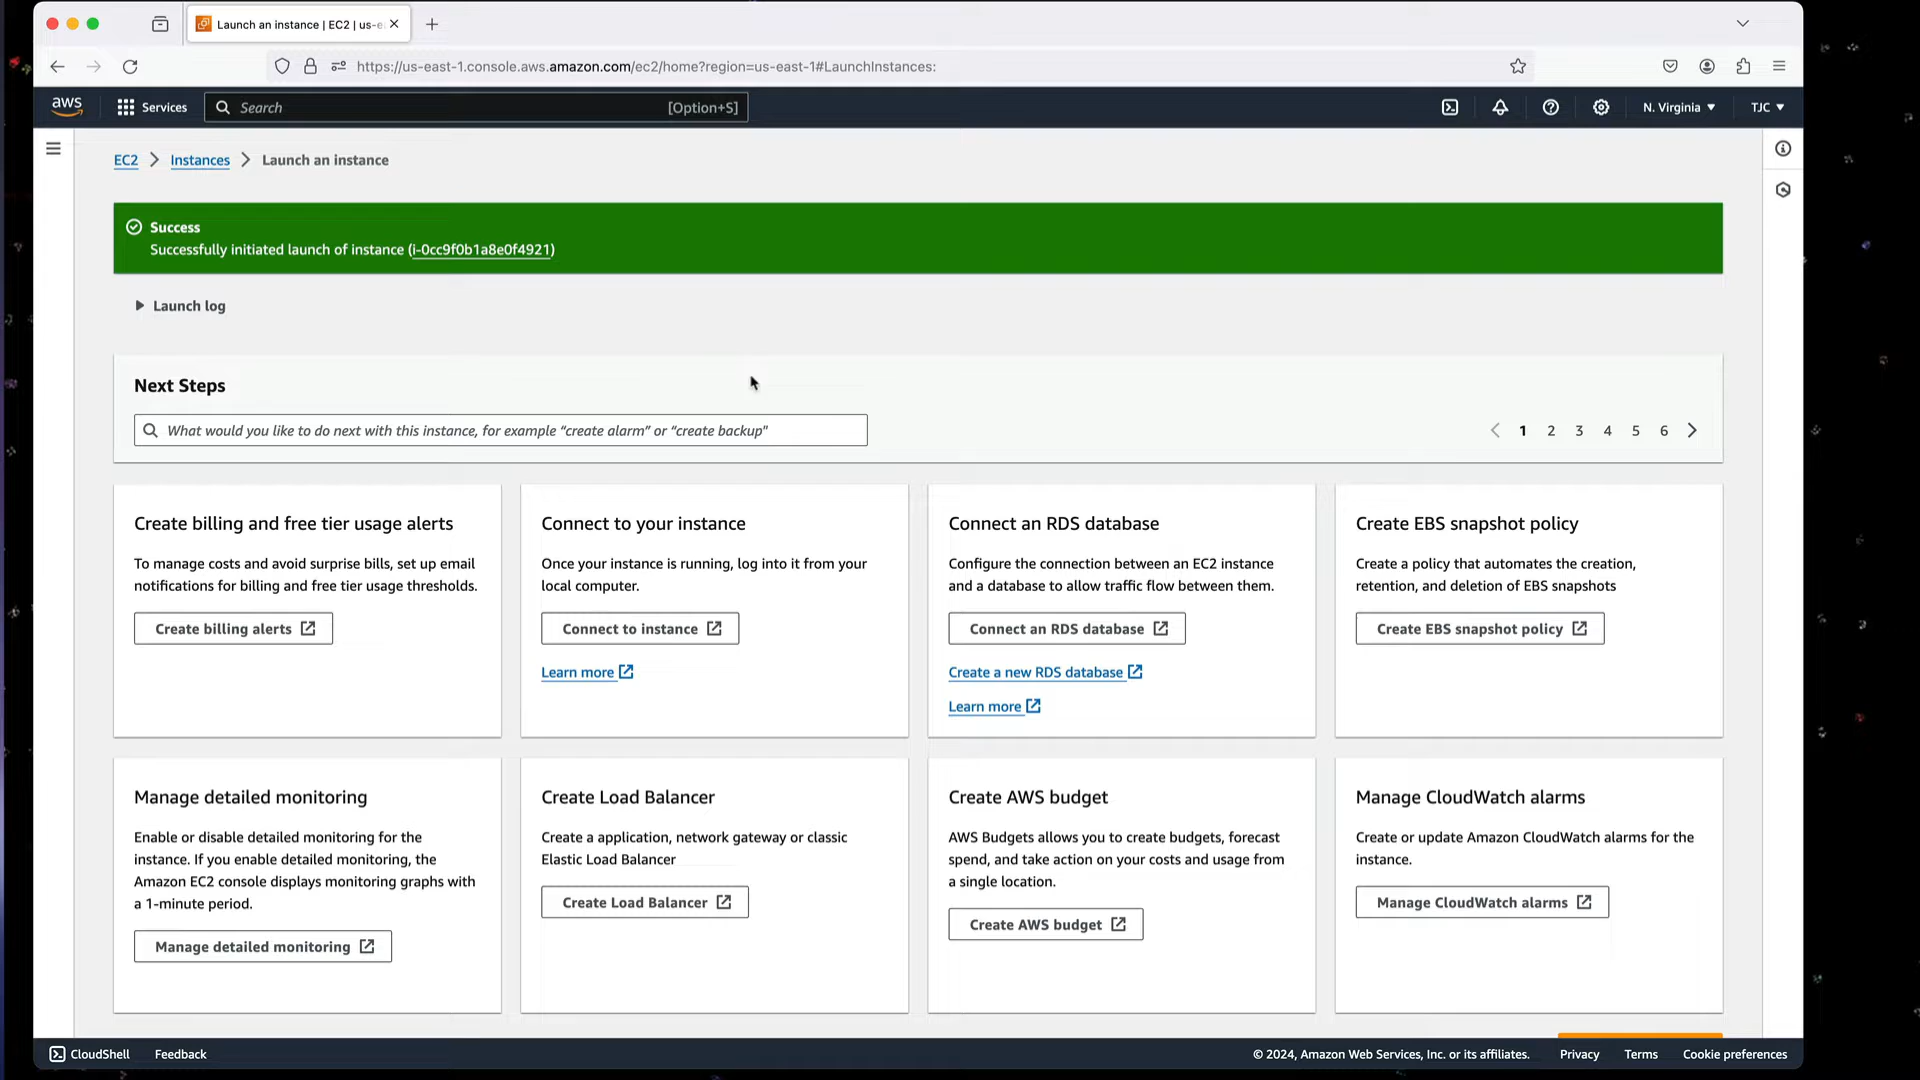 Launch an instance | EC2 | us-e
https://us-east-1.console.aws.amazon.com/ec2/home?region=us-east-1#LaunchInstances:
aws
Services
Search
[Option+S]
N. Virginia
TJC
EC2
Instances
Launch an instance
Success
Successfully initiated launch of instance (i-0cc9f0b1a8e0f4921)
Launch log
Next Steps
What would you like to do next with this instance, for example “create alarm” or “create backup”
1 2 3 4 5 6
Create billing and free tier usage alerts
To manage costs and avoid surprise bills, set up email
notifications for billing and free tier usage thresholds.
Create billing alerts
Connect to your instance
Once your instance is running, log into it from your
local computer.
Connect to instance
Learn more
Connect an RDS database
Configure the connection between an EC2 instance
and a database to allow traffic flow between them.
Connect an RDS database
Create a new RDS database
Learn more
Create EBS snapshot policy
Create a policy that automates the creation,
retention, and deletion of EBS snapshots
Create EBS snapshot policy
Manage detailed monitoring
Enable or disable detailed monitoring for the
instance. If you enable detailed monitoring, the
Amazon EC2 console displays monitoring graphs with
a 1-minute period.
Manage detailed monitoring
Create Load Balancer
Create a application, network gateway or classic
Elastic Load Balancer
Create Load Balancer
Create AWS budget
AWS Budgets allows you to create budgets, forecast
spend, and take action on your costs and usage from
a single location.
Create AWS budget
Manage CloudWatch alarms
Create or update Amazon CloudWatch alarms for the
instance.
Manage CloudWatch alarms
CloudShell
Feedback
© 2024, Amazon Web Services, Inc. or its affiliates.
Privacy
Terms
Cookie preferences